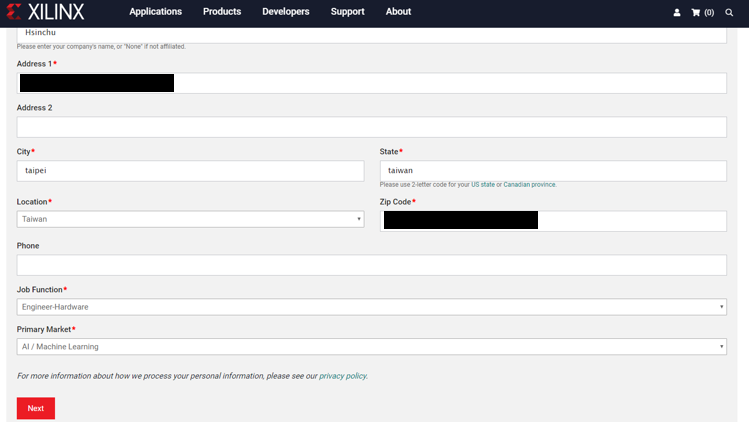 XILINX Applications Products Developers Support About (0)
Hsinchu
Please enter your company's name, or "None" if not affiliated.
Address 1*
Address 2
City* State*
taipei taiwan
Please use 2-letter code for your US state or Canadian province.
Location* Zip Code*
Taiwan
Phone
Job Function*
Engineer-Hardware
Primary Market*
AI / Machine Learning
For more information about how we process your personal information, please see our privacy policy.
Next